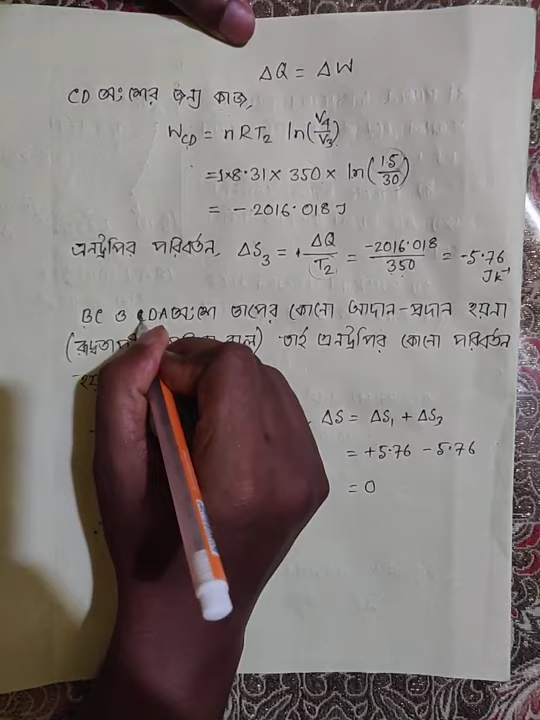 ΔQ = ΔW
CD অংশের জন্য কাজ,
W_CD = nRT₂ ln(V₄/V₃)
= 1×8.31 × 350 × ln(15/30)
= -2016.018 J
এনট্রপির পরিবর্তন, ΔS₃ = ΔQ/T₂ = -2016.018/350 = -5.76 JK⁻¹
BC ও DA অংশে তাপের কোনো আদান-প্রদান হয়না
(রুদ্ধতাপ বলে) তাই এনট্রপির কোনো পরিবর্তন
ΔS = ΔS₁ + ΔS₃
= +5.76 - 5.76
= 0